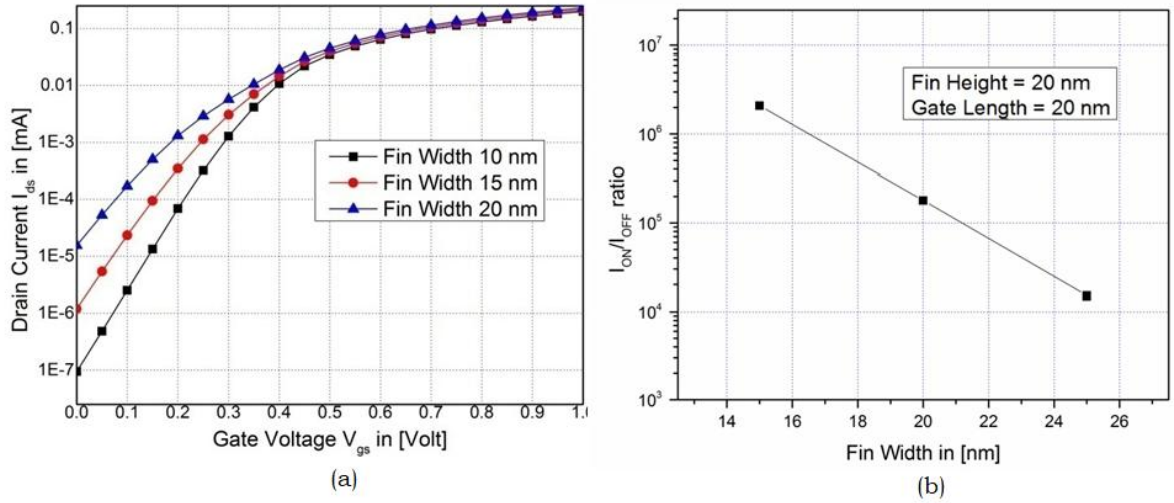 0.1
0.01
1E-3
1E-4
1E-5
1E-6
1E-7
Drain Current I_ds in [mA]
Fin Width 10 nm
Fin Width 15 nm
Fin Width 20 nm
0.0 0.1 0.2 0.3 0.4 0.5 0.6 0.7 0.8 0.9 1.0
Gate Voltage V_gs in [Volt]
(a)
10^7
10^6
10^5
10^4
10^3
I_ON/I_OFF ratio
Fin Height = 20 nm
Gate Length = 20 nm
14 16 18 20 22 24 26
Fin Width in [nm]
(b)